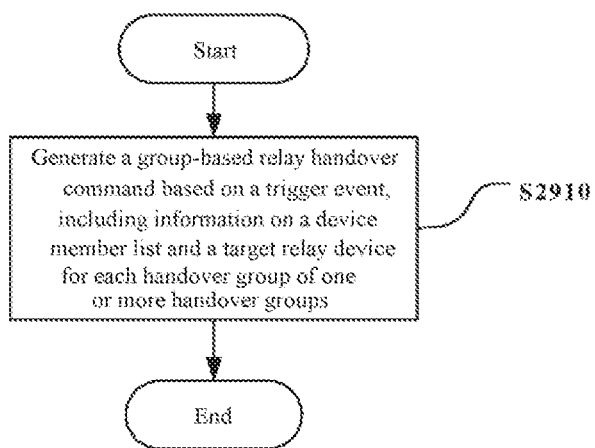 Start
Generate a group-based relay handover
command based on a trigger event,
including information on a device
member list and a target relay device
for each handover group of one
or more handover groups
S2910
End